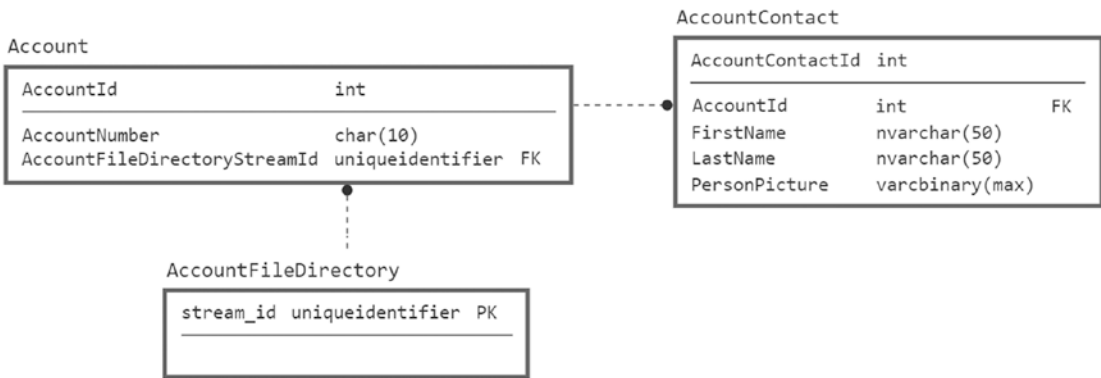 Account
AccountId int
AccountNumber char(10)
AccountFileDirectoryStreamId uniqueidentifier FK
AccountContact
AccountContactId int
AccountId int FK
FirstName nvarchar(50)
LastName nvarchar(50)
PersonPicture varcbinary(max)
AccountFileDirectory
stream_id uniqueidentifier PK